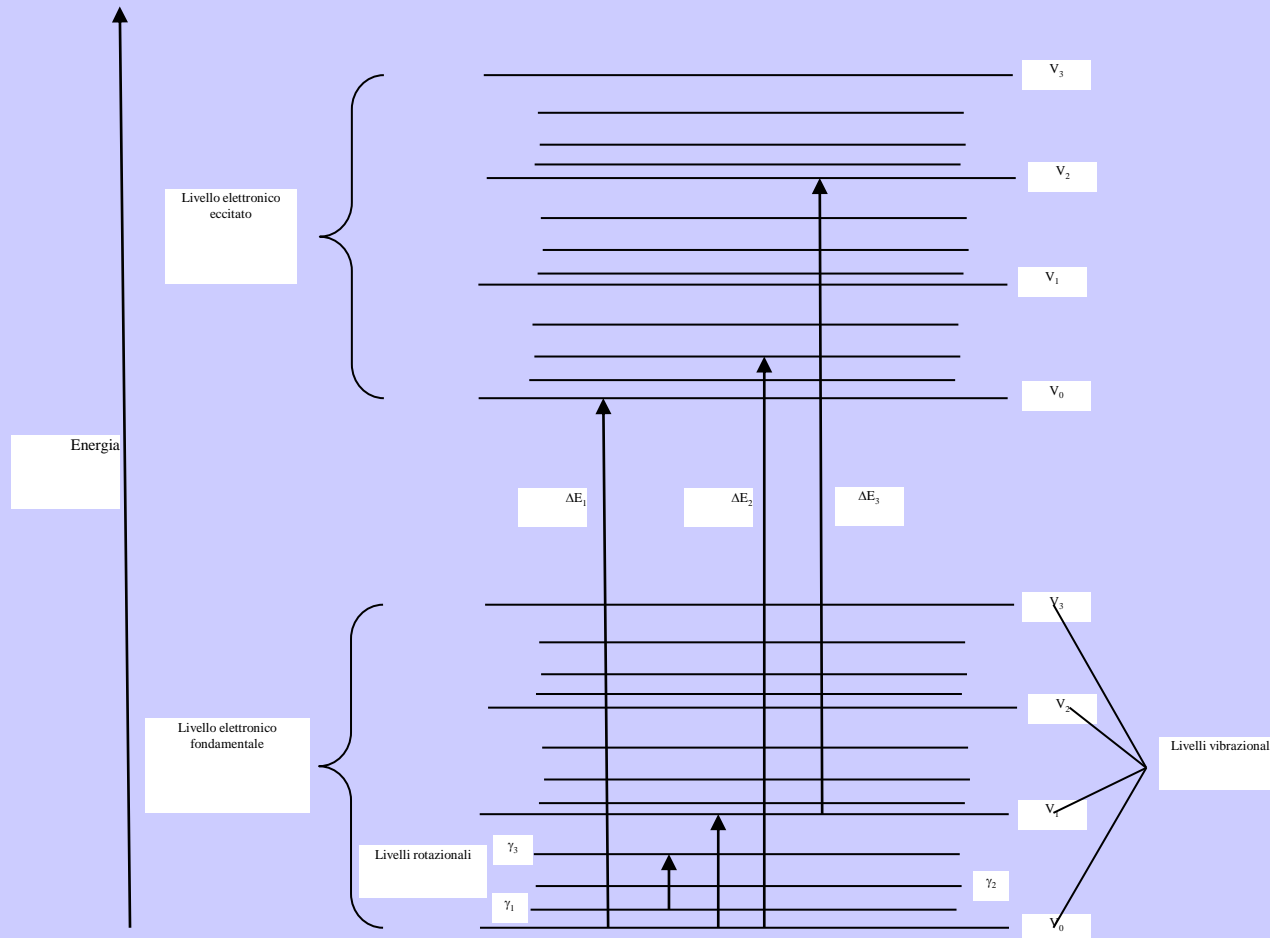 V₃
V₂
Livello elettronico
eccitato
V₁
V₀
Energia
ΔE₁
ΔE₂
ΔE₃
V₃
V₂
Livello elettronico
fondamentale
Livelli vibrazional
V₁
Livelli rotazionali
γ₃
γ₂
γ₁
V₀